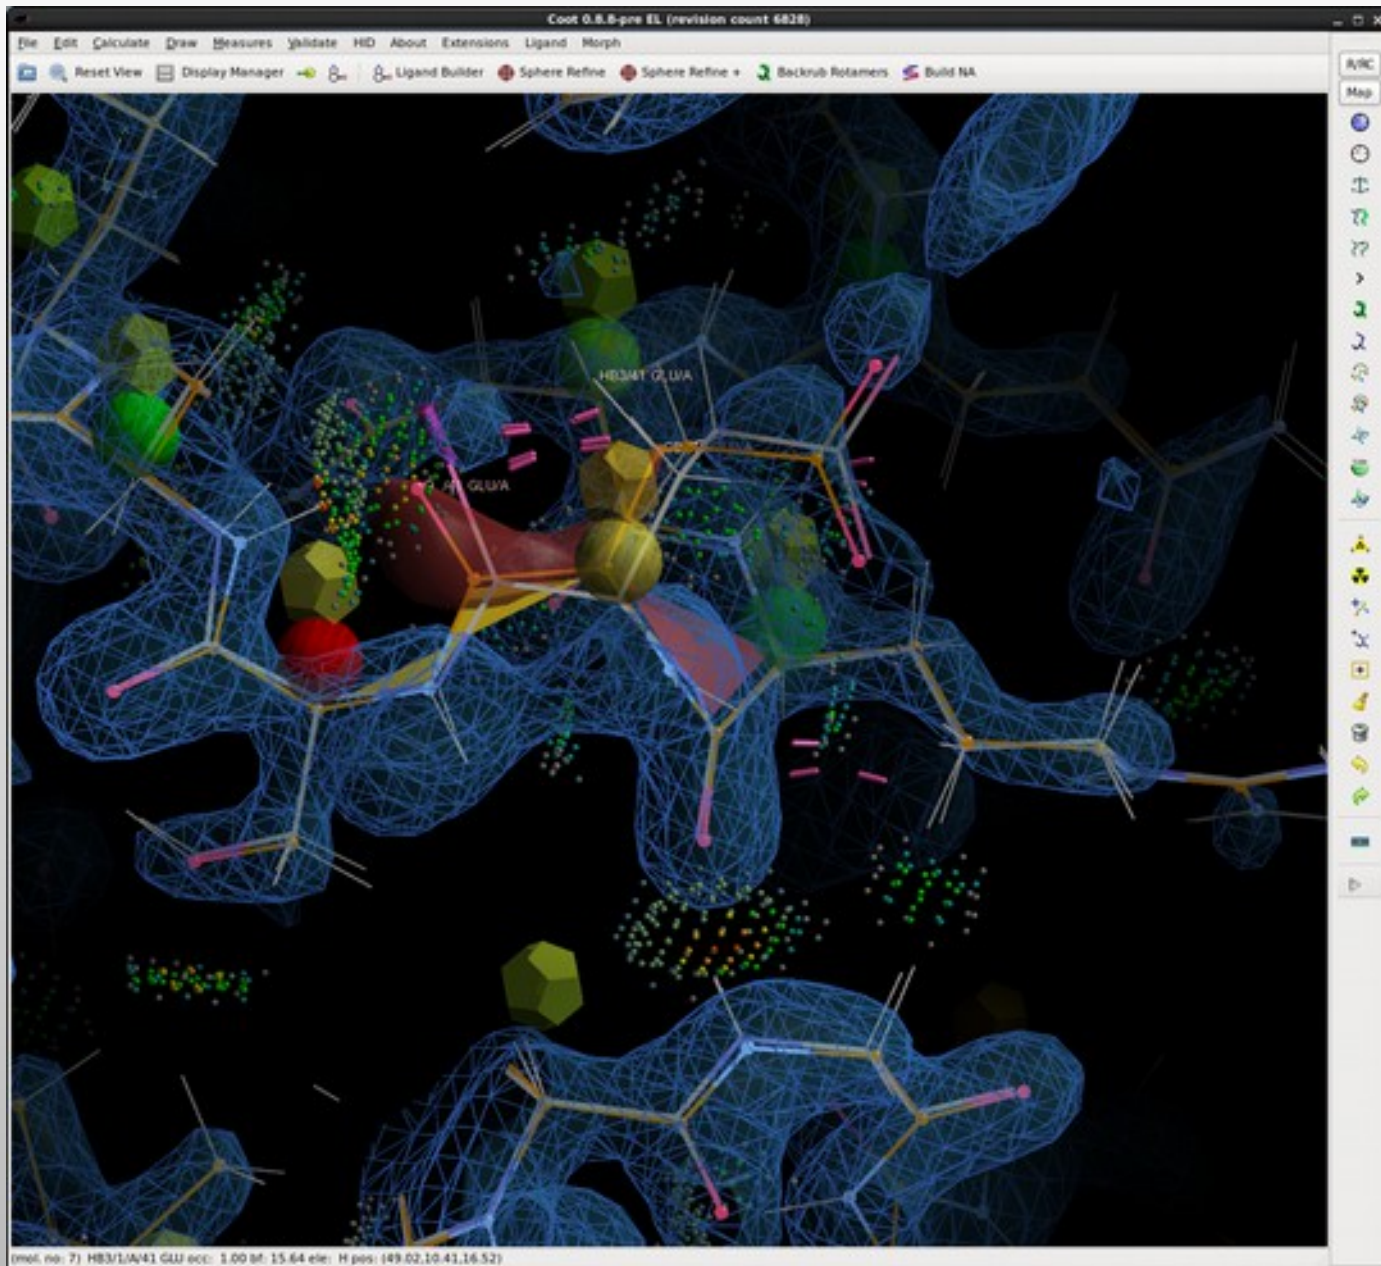 Coot 0.8.8-pre EL (revision count 6828)
File Edit Calculate Draw Measures Validate HID About Extensions Ligand Morph
Reset View Display Manager Ligand Builder Sphere Refine Sphere Refine + Backrub Rotamers Build NA
R/RC
Map
HB3/41 GLU/A
GLU/A
(mol. no: 7) HB3/1/A/41 GLU occ: 1.00 bf: 15.64 ele: H pos: (49.02,10.41,16.52)